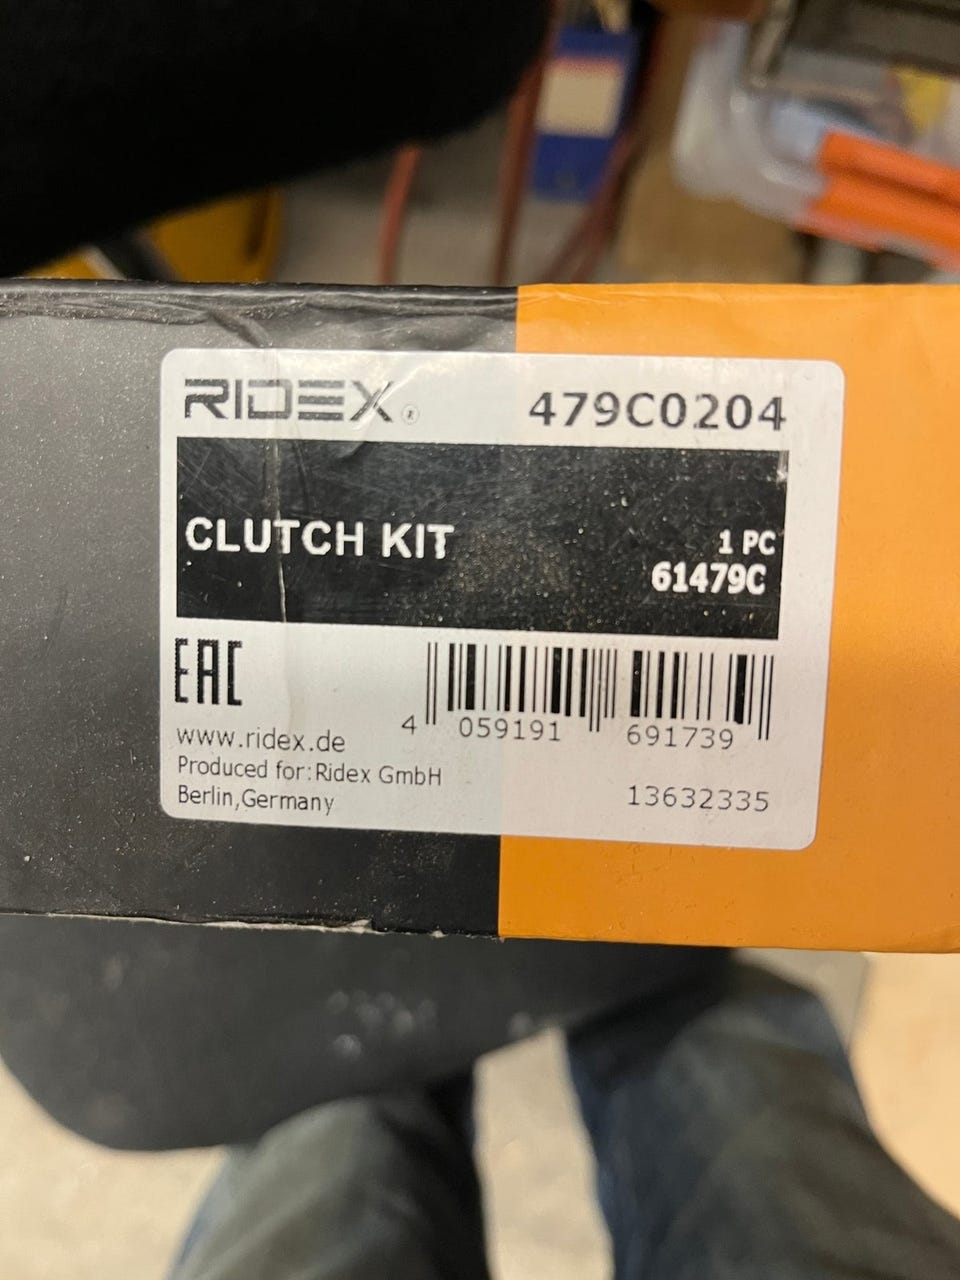 RIDEX ®
479C0204
CLUTCH KIT
1 PC
61479C
EAC
4 059191 691739
www.ridex.de
Produced for: Ridex GmbH
Berlin,Germany
13632335